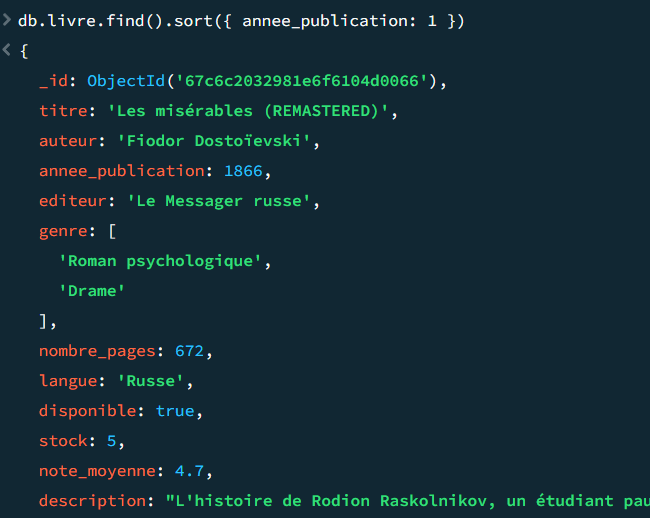 > db.livre.find().sort({ annee_publication: 1 })
< {
_id: ObjectId('67c6c2032981e6f6104d0066'),
titre: 'Les misérables (REMASTERED)',
auteur: 'Fiodor Dostoïevski',
annee_publication: 1866,
editeur: 'Le Messager russe',
genre: [
'Roman psychologique',
'Drame'
],
nombre_pages: 672,
langue: 'Russe',
disponible: true,
stock: 5,
note_moyenne: 4.7,
description: "L'histoire de Rodion Raskolnikov, un étudiant pau